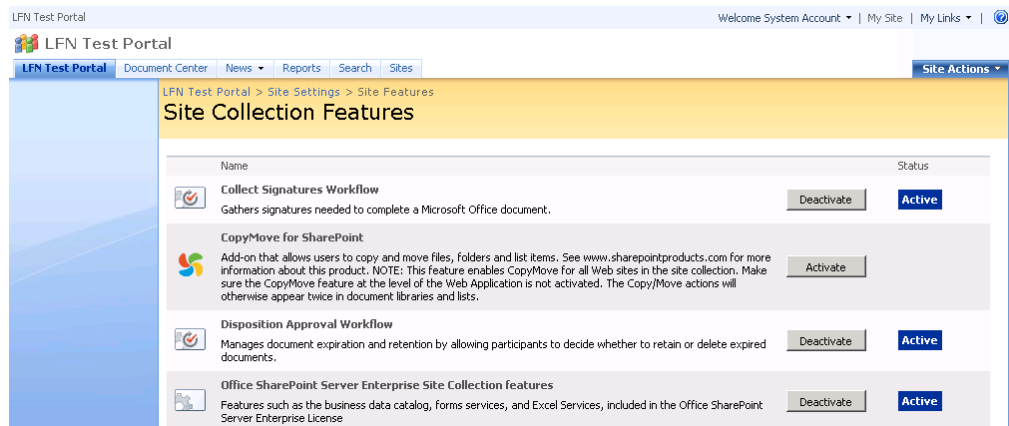 LFN Test Portal
Welcome System Account | My Site | My Links |
LFN Test Portal
LFN Test Portal Document Center News Reports Search Sites Site Actions
LFN Test Portal > Site Settings > Site Features
Site Collection Features
Name Status
Collect Signatures Workflow
Gathers signatures needed to complete a Microsoft Office document.
Deactivate Active
CopyMove for SharePoint
Add-on that allows users to copy and move files, folders and list items. See www.sharepointproducts.com for more
information about this product. NOTE: This feature enables CopyMove for all Web sites in the site collection. Make
sure the CopyMove feature at the level of the Web Application is not activated. The Copy/Move actions will
otherwise appear twice in document libraries and lists.
Activate
Disposition Approval Workflow
Manages document expiration and retention by allowing participants to decide whether to retain or delete expired
documents.
Deactivate Active
Office SharePoint Server Enterprise Site Collection features
Features such as the business data catalog, forms services, and Excel Services, included in the Office SharePoint
Server Enterprise License
Deactivate Active